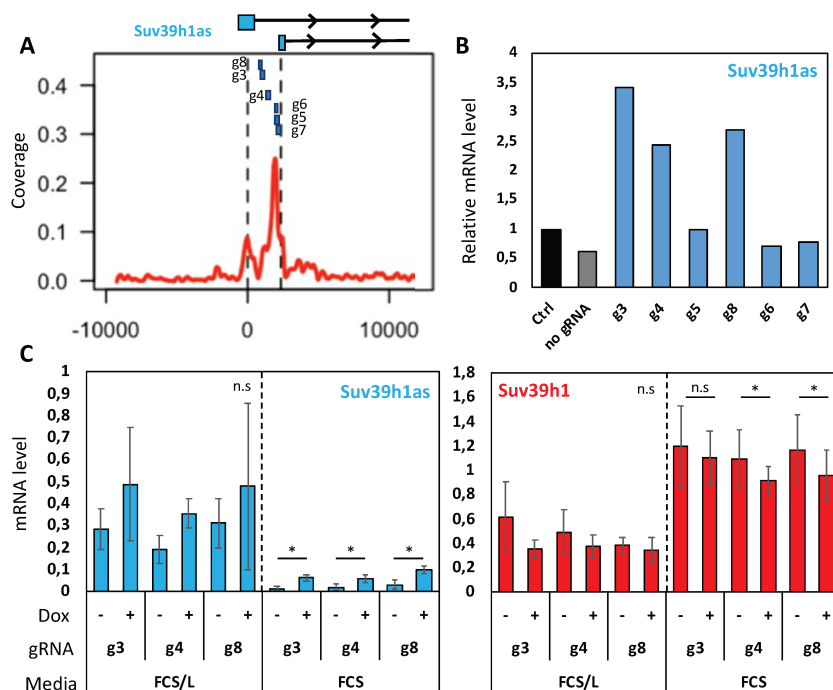 A
Suv39h1as
Coverage
0.4
0.3
0.2
0.1
0.0
-10000
0
10000
g8
g3
g4
g6
g5
g7
B
Suv39h1as
Relative mRNA level
4
3,5
3
2,5
2
1,5
1
0,5
0
Ctrl
no gRNA
g3
g4
g5
g8
g6
g7
C
Suv39h1as
mRNA level
1
0,9
0,8
0,7
0,6
0,5
0,4
0,3
0,2
0,1
0
n.s
* * *
Dox - + - + - + - + - + - +
gRNA g3 g4 g8 g3 g4 g8
Media FCS/L FCS
Suv39h1
1,8
1,6
1,4
1,2
1
0,8
0,6
0,4
0,2
0
n.s n.s * *
- + - + - + - + - + - +
g3 g4 g8 g3 g4 g8
FCS/L FCS